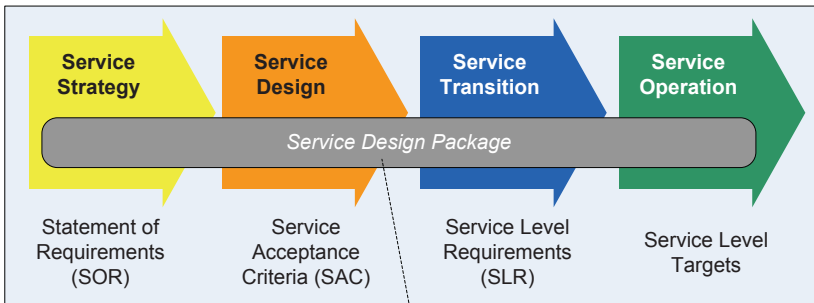 Service
Strategy
Service
Design
Service
Transition
Service
Operation
Service Design Package
Statement of
Requirements
(SOR)
Service
Acceptance
Criteria (SAC)
Service Level
Requirements
(SLR)
Service Level
Targets